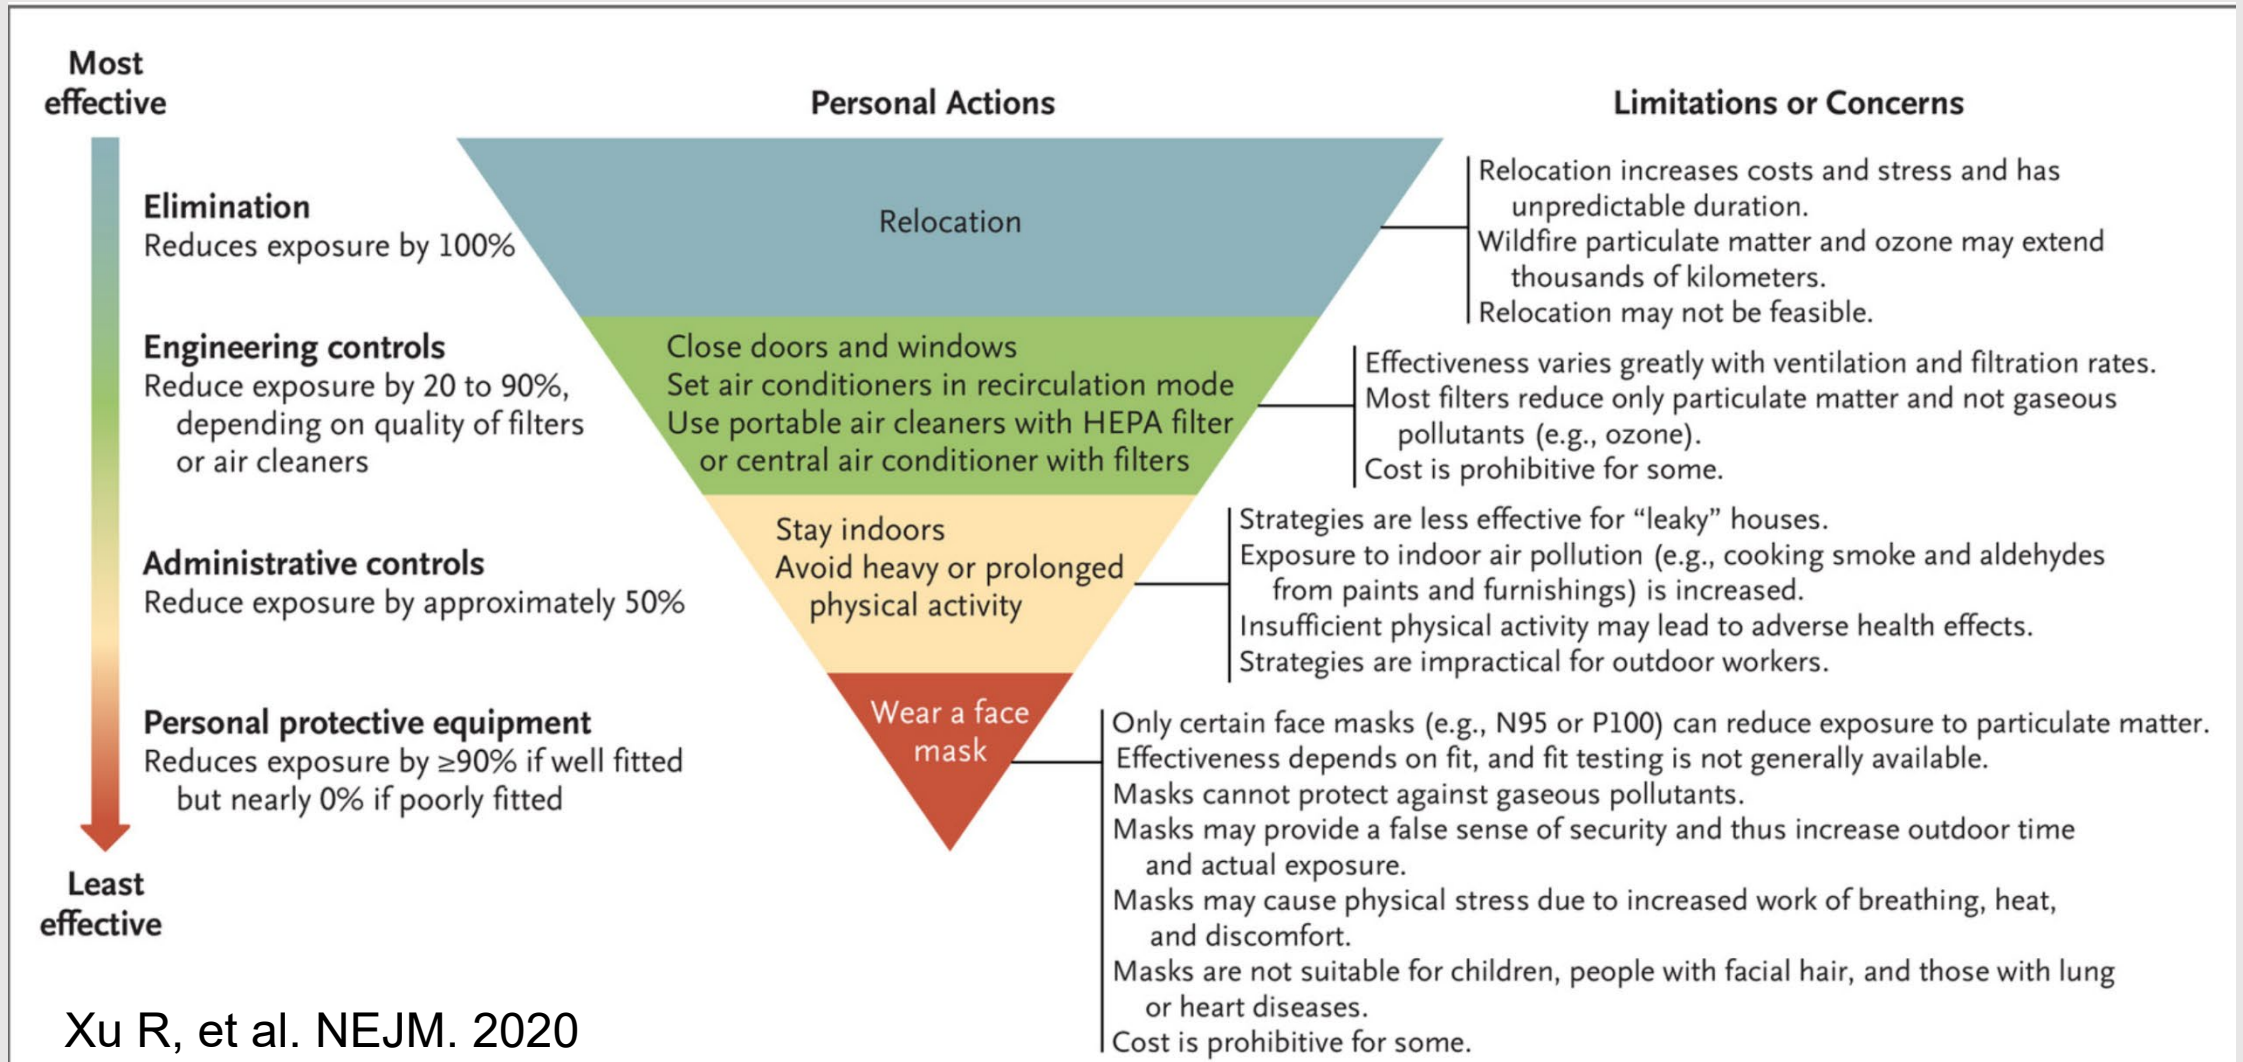 Most
effective
Personal Actions
Limitations or Concerns
Elimination
Reduces exposure by 100%
Relocation
Relocation increases costs and stress and has
unpredictable duration.
Wildfire particulate matter and ozone may extend
thousands of kilometers.
Relocation may not be feasible.
Engineering controls
Reduce exposure by 20 to 90%,
depending on quality of filters
or air cleaners
Close doors and windows
Set air conditioners in recirculation mode
Use portable air cleaners with HEPA filter
or central air conditioner with filters
Effectiveness varies greatly with ventilation and filtration rates.
Most filters reduce only particulate matter and not gaseous
pollutants (e.g., ozone).
Cost is prohibitive for some.
Administrative controls
Reduce exposure by approximately 50%
Stay indoors
Avoid heavy or prolonged
physical activity
Strategies are less effective for “leaky” houses.
Exposure to indoor air pollution (e.g., cooking smoke and aldehydes
from paints and furnishings) is increased.
Insufficient physical activity may lead to adverse health effects.
Strategies are impractical for outdoor workers.
Personal protective equipment
Reduces exposure by ≥90% if well fitted
but nearly 0% if poorly fitted
Wear a face
mask
Only certain face masks (e.g., N95 or P100) can reduce exposure to particulate matter.
Effectiveness depends on fit, and fit testing is not generally available.
Masks cannot protect against gaseous pollutants.
Masks may provide a false sense of security and thus increase outdoor time
and actual exposure.
Masks may cause physical stress due to increased work of breathing, heat,
and discomfort.
Masks are not suitable for children, people with facial hair, and those with lung
or heart diseases.
Cost is prohibitive for some.
Least
effective
Xu R, et al. NEJM. 2020